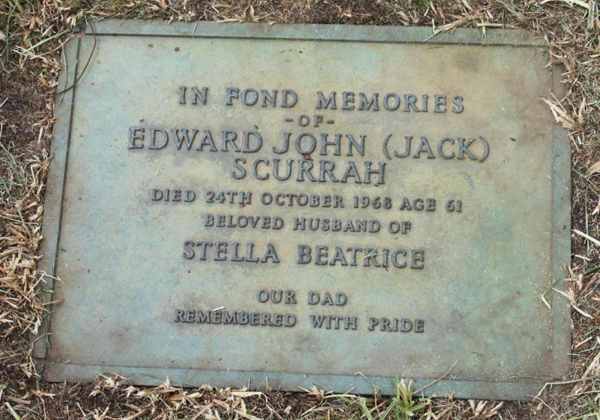 IN FOND MEMORIES
-OF-
EDWARD JOHN (JACK)
SCURRAH
DIED 24TH OCTOBER 1968 AGE 61
BELOVED HUSBAND OF
STELLA BEATRICE
OUR DAD
REMEMBERED WITH PRIDE